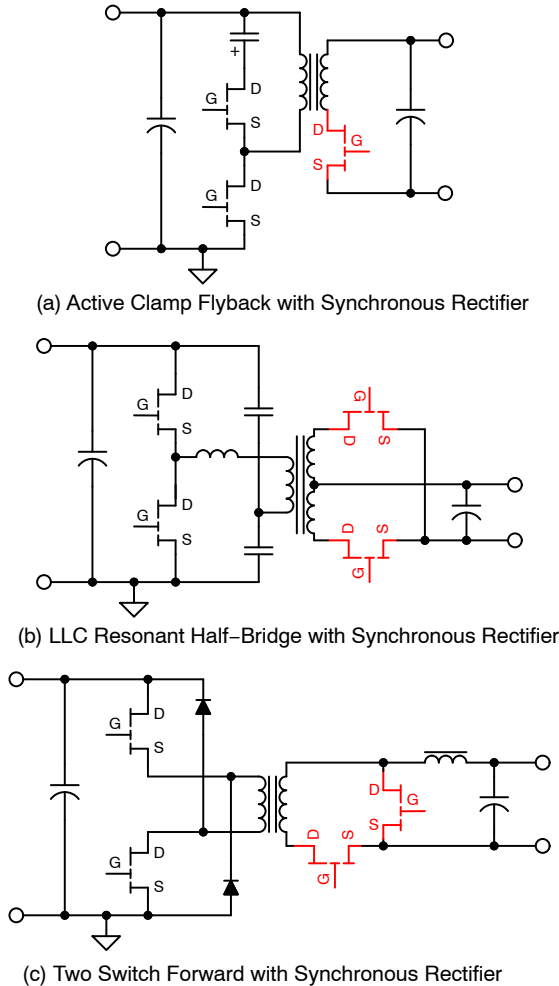 +
D
G
S
D
G
S
D
G
S
(a) Active Clamp Flyback with Synchronous Rectifier
G
D
S
D
G
S
D
G
S
D
S
G
(b) LLC Resonant Half−Bridge with Synchronous Rectifier
D
G
S
D
G
S
D
G
S
D
S
G
(c) Two Switch Forward with Synchronous Rectifier